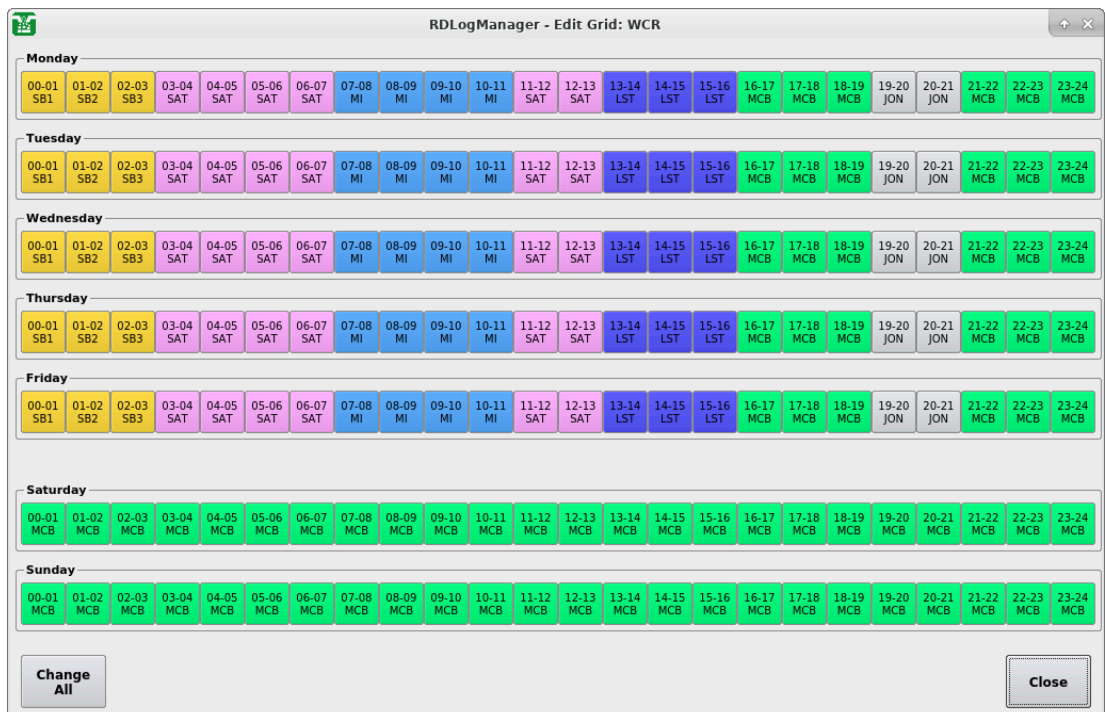 RDLogManager - Edit Grid: WCR
Monday
00-01 01-02 02-03 03-04 04-05 05-06 06-07 07-08 08-09 09-10 10-11 11-12 12-13 13-14 14-15 15-16 16-17 17-18 18-19 19-20 20-21 21-22 22-23 23-24
SB1 SB2 SB3 SAT SAT SAT SAT MI MI MI MI SAT SAT LST LST LST MCB MCB MCB JON JON MCB MCB MCB
Tuesday
00-01 01-02 02-03 03-04 04-05 05-06 06-07 07-08 08-09 09-10 10-11 11-12 12-13 13-14 14-15 15-16 16-17 17-18 18-19 19-20 20-21 21-22 22-23 23-24
SB1 SB2 SB3 SAT SAT SAT SAT MI MI MI MI SAT SAT LST LST LST MCB MCB MCB JON JON MCB MCB MCB
Wednesday
00-01 01-02 02-03 03-04 04-05 05-06 06-07 07-08 08-09 09-10 10-11 11-12 12-13 13-14 14-15 15-16 16-17 17-18 18-19 19-20 20-21 21-22 22-23 23-24
SB1 SB2 SB3 SAT SAT SAT SAT MI MI MI MI SAT SAT LST LST LST MCB MCB MCB JON JON MCB MCB MCB
Thursday
00-01 01-02 02-03 03-04 04-05 05-06 06-07 07-08 08-09 09-10 10-11 11-12 12-13 13-14 14-15 15-16 16-17 17-18 18-19 19-20 20-21 21-22 22-23 23-24
SB1 SB2 SB3 SAT SAT SAT SAT MI MI MI MI SAT SAT LST LST LST MCB MCB MCB JON JON MCB MCB MCB
Friday
00-01 01-02 02-03 03-04 04-05 05-06 06-07 07-08 08-09 09-10 10-11 11-12 12-13 13-14 14-15 15-16 16-17 17-18 18-19 19-20 20-21 21-22 22-23 23-24
SB1 SB2 SB3 SAT SAT SAT SAT MI MI MI MI SAT SAT LST LST LST MCB MCB MCB JON JON MCB MCB MCB
Saturday
00-01 01-02 02-03 03-04 04-05 05-06 06-07 07-08 08-09 09-10 10-11 11-12 12-13 13-14 14-15 15-16 16-17 17-18 18-19 19-20 20-21 21-22 22-23 23-24
MCB MCB MCB MCB MCB MCB MCB MCB MCB MCB MCB MCB MCB MCB MCB MCB MCB MCB MCB MCB MCB MCB MCB MCB
Sunday
00-01 01-02 02-03 03-04 04-05 05-06 06-07 07-08 08-09 09-10 10-11 11-12 12-13 13-14 14-15 15-16 16-17 17-18 18-19 19-20 20-21 21-22 22-23 23-24
MCB MCB MCB MCB MCB MCB MCB MCB MCB MCB MCB MCB MCB MCB MCB MCB MCB MCB MCB MCB MCB MCB MCB MCB
Change
All
Close